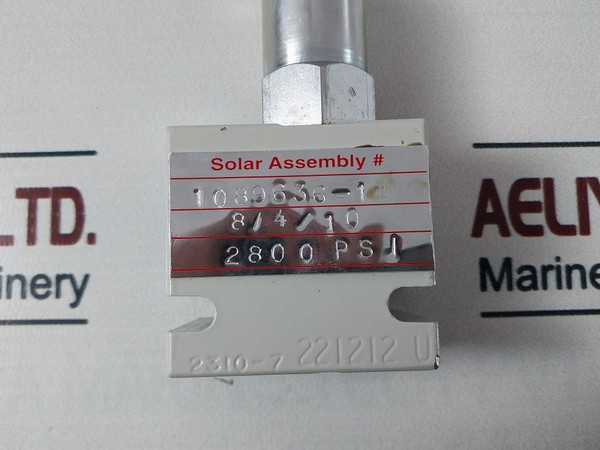 Solar Assembly #
1089636-1
8/4/10
2800 PSI
2310-7 221212 U
LTD.
inery
AELI
Marine